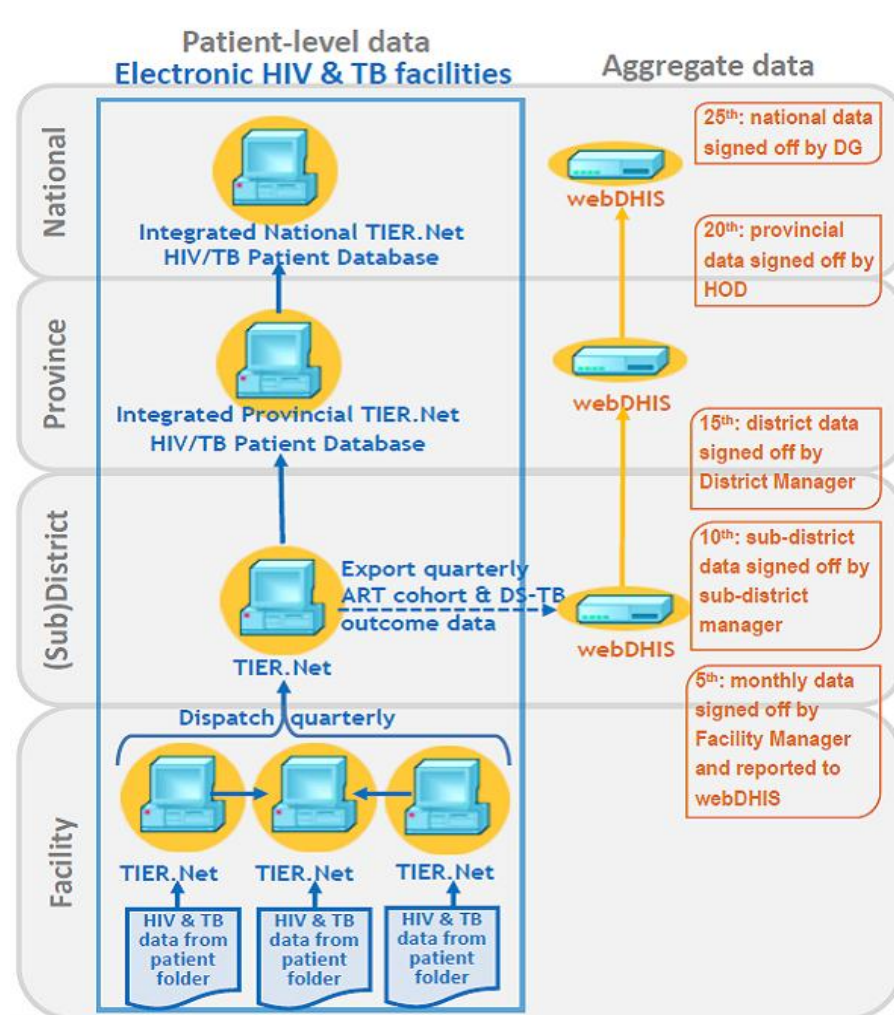 Patient-level data
Electronic HIV & TB facilities
Aggregate data
National
Integrated National TIER.Net
HIV/TB Patient Database
webDHIS
25th: national data
signed off by DG
20th: provincial
data signed off by
HOD
Province
Integrated Provincial TIER.Net
HIV/TB Patient Database
webDHIS
15th: district data
signed off by
District Manager
(Sub)District
Export quarterly
ART cohort & DS-TB
outcome data
TIER.Net
webDHIS
10th: sub-district
data signed off by
sub-district
manager
5th: monthly data
signed off by
Facility Manager
and reported to
webDHIS
Facility
Dispatch quarterly
TIER.Net
TIER.Net
TIER.Net
HIV & TB
data from
patient
folder
HIV & TB
data from
patient
folder
HIV & TB
data from
patient
folder